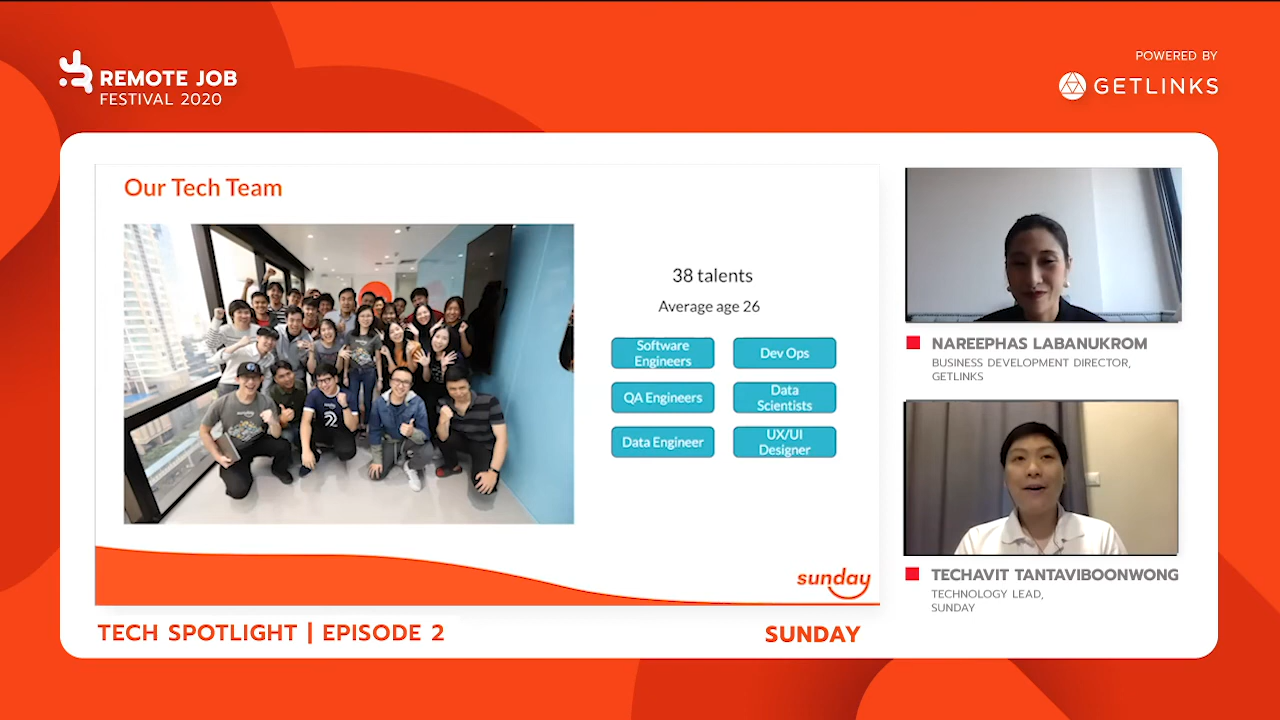 REMOTE JOB
FESTIVAL 2020
POWERED BY
GETLINKS
Our Tech Team
38 talents
Average age 26
Software
Engineers
Dev Ops
QA Engineers
Data
Scientists
Data Engineer
UX/UI
Designer
sunday
NAREEPHAS LABANUKROM
BUSINESS DEVELOPMENT DIRECTOR,
GETLINKS
TECHAVIT TANTAVIBOONWONG
TECHNOLOGY LEAD,
SUNDAY
TECH SPOTLIGHT | EPISODE 2
SUNDAY